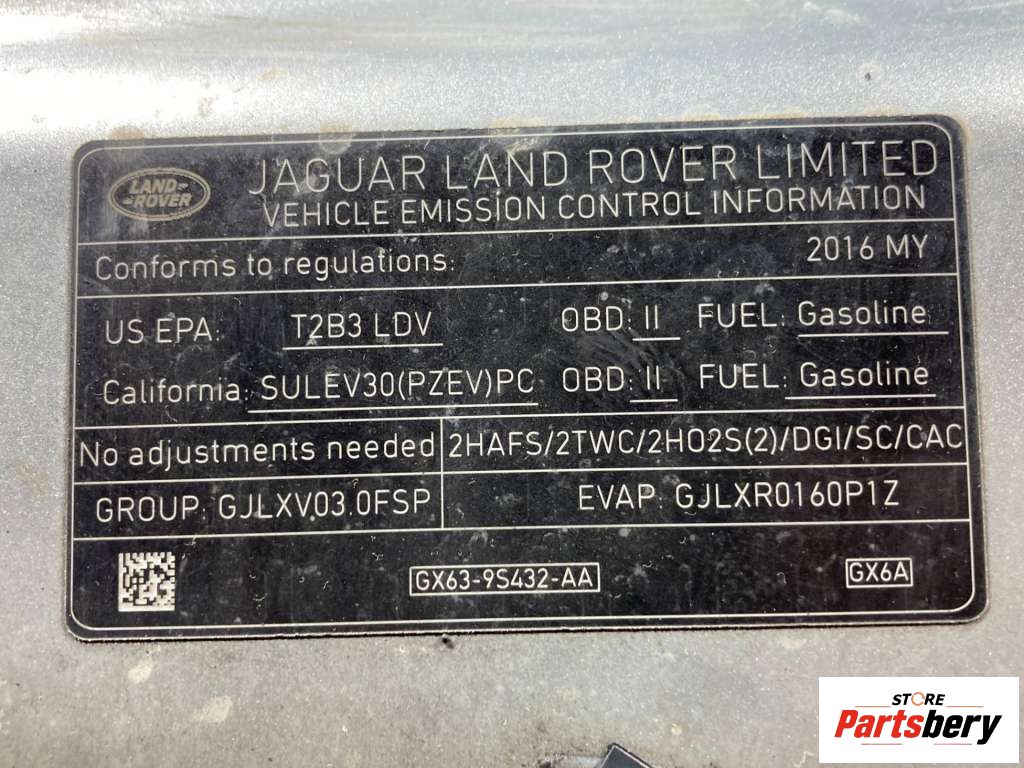 LAND-
-ROVER
JAGUAR LAND ROVER LIMITED
VEHICLE EMISSION CONTROL INFORMATION
Conforms to regulations: 2016 MY
US EPA: T2B3 LDV OBD: II FUEL: Gasoline
California: SULEV30(PZEV)PC OBD: II FUEL: Gasoline
No adjustments needed 2HAFS/2TWC/2HO2S(2)/DGI/SC/CAC
GROUP: GJLXV03.0FSP EVAP: GJLXR0160P1Z
GX63-9S432-AA GX6A
STORE
Partsbery